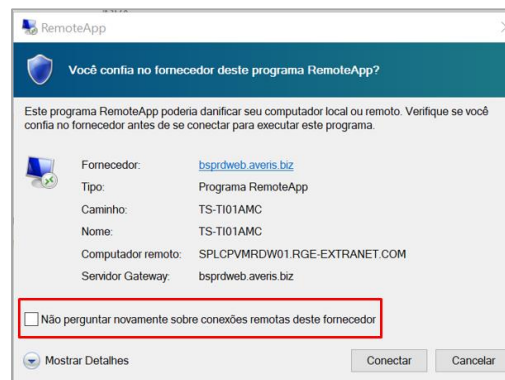 RemoteApp
Você confia no fornecedor deste programa RemoteApp?
Este programa RemoteApp poderia danificar seu computador local ou remoto. Verifique se você
confia no fornecedor antes de se conectar para executar este programa.
Fornecedor: bsprdweb.averis.biz
Tipo: Programa RemoteApp
Caminho: TS-TI01AMC
Nome: TS-TI01AMC
Computador remoto: SPLCPVMRDW01.RGE-EXTRANET.COM
Servidor Gateway: bsprdweb.averis.biz
Não perguntar novamente sobre conexões remotas deste fornecedor
Mostrar Detalhes Conectar Cancelar